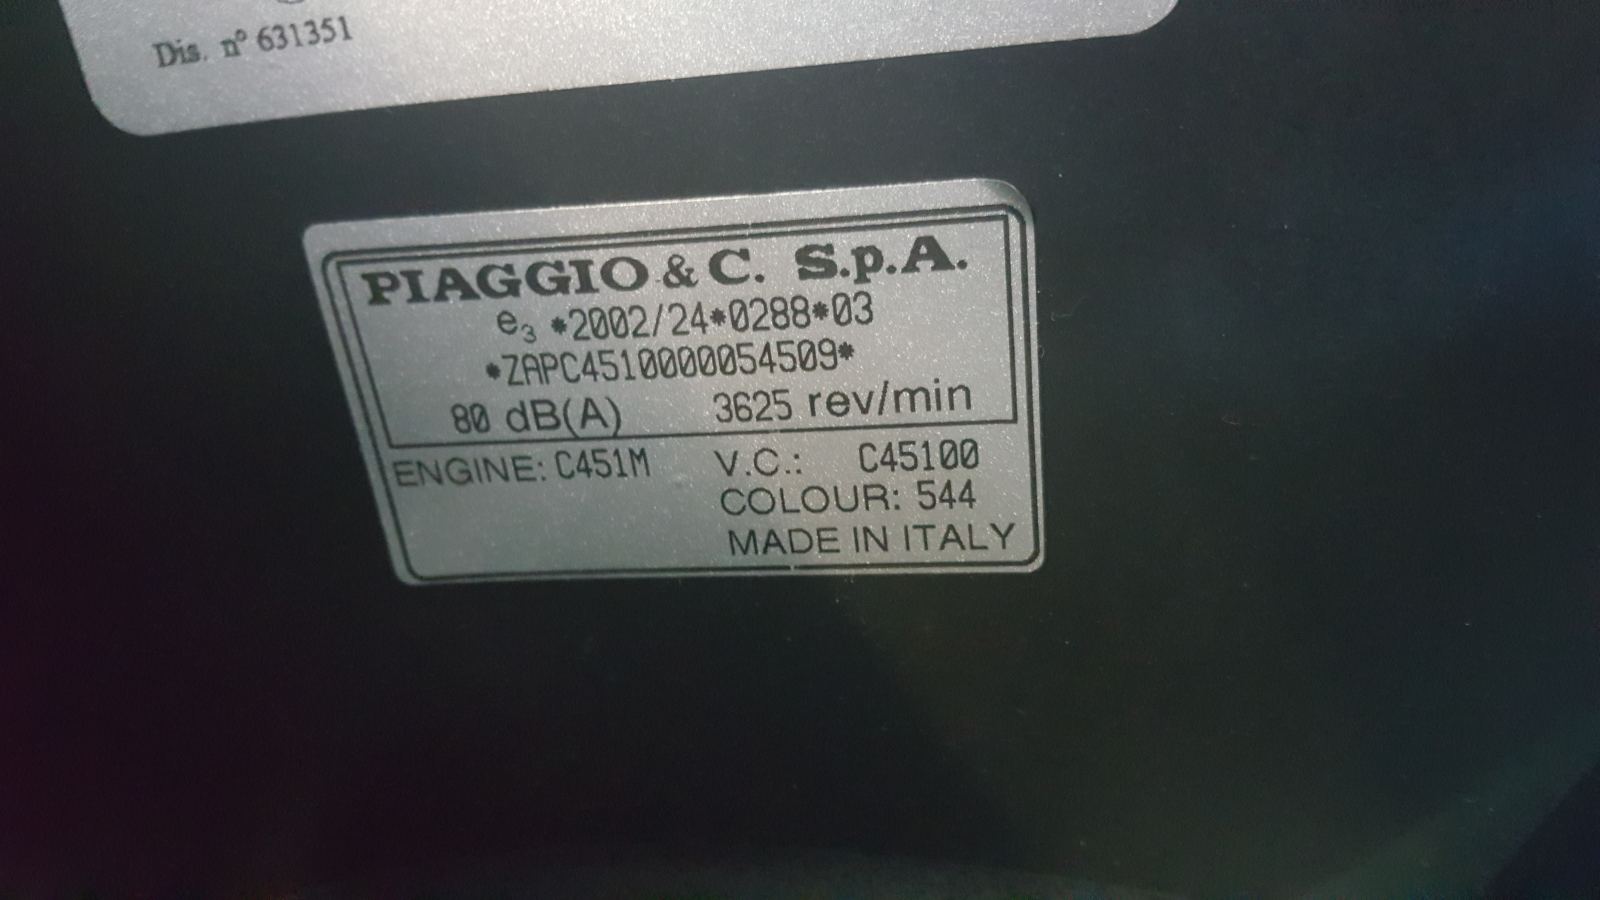 Dis. nº 631351
PIAGGIO & C. S.p.A.
e3 *2002/24*0288*03
*ZAPC4510000054509*
80 dB(A) 3625 rev/min
ENGINE: C451M V.C.: C45100
COLOUR: 544
MADE IN ITALY